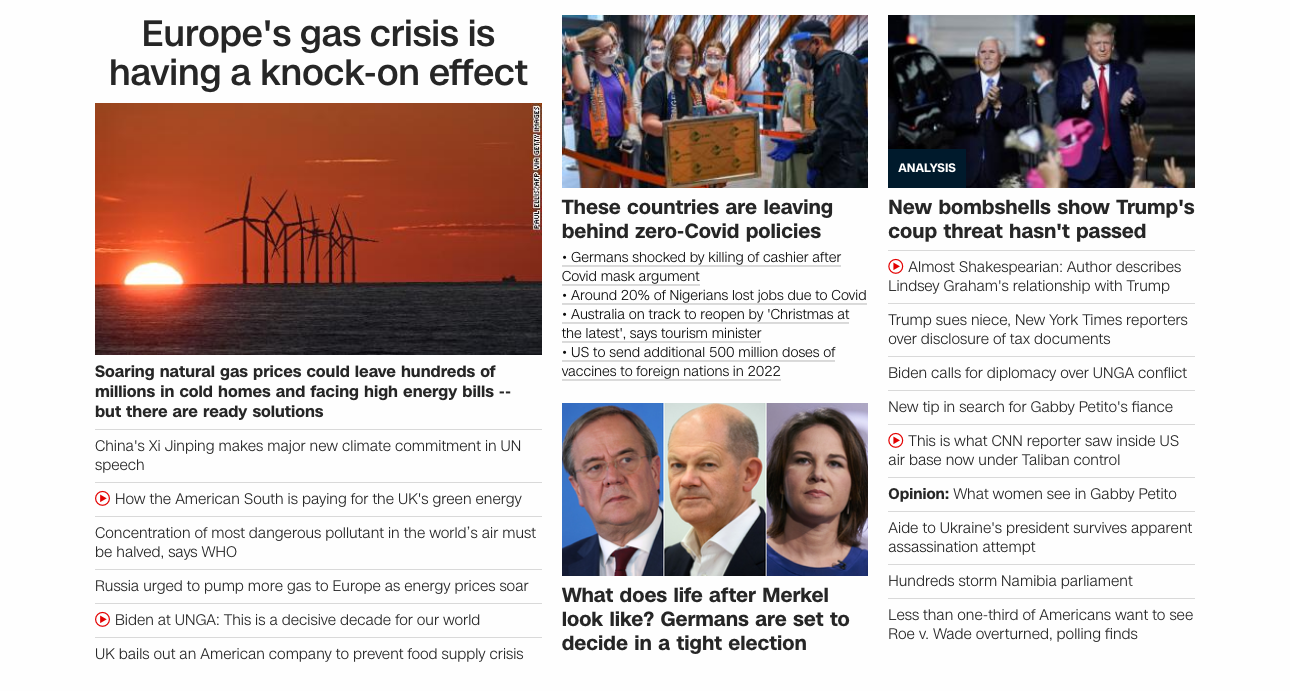 Europe's gas crisis is
having a knock-on effect
PAUL ELLIS/AFP VIA GETTY IMAGES
Soaring natural gas prices could leave hundreds of
millions in cold homes and facing high energy bills --
but there are ready solutions
China's Xi Jinping makes major new climate commitment in UN
speech
How the American South is paying for the UK's green energy
Concentration of most dangerous pollutant in the world's air must
be halved, says WHO
Russia urged to pump more gas to Europe as energy prices soar
Biden at UNGA: This is a decisive decade for our world
UK bails out an American company to prevent food supply crisis
These countries are leaving
behind zero-Covid policies
• Germans shocked by killing of cashier after
Covid mask argument
• Around 20% of Nigerians lost jobs due to Covid
• Australia on track to reopen by 'Christmas at
the latest', says tourism minister
• US to send additional 500 million doses of
vaccines to foreign nations in 2022
What does life after Merkel
look like? Germans are set to
decide in a tight election
ANALYSIS
New bombshells show Trump's
coup threat hasn't passed
Almost Shakespearian: Author describes
Lindsey Graham's relationship with Trump
Trump sues niece, New York Times reporters
over disclosure of tax documents
Biden calls for diplomacy over UNGA conflict
New tip in search for Gabby Petito's fiance
This is what CNN reporter saw inside US
air base now under Taliban control
Opinion: What women see in Gabby Petito
Aide to Ukraine's president survives apparent
assassination attempt
Hundreds storm Namibia parliament
Less than one-third of Americans want to see
Roe v. Wade overturned, polling finds